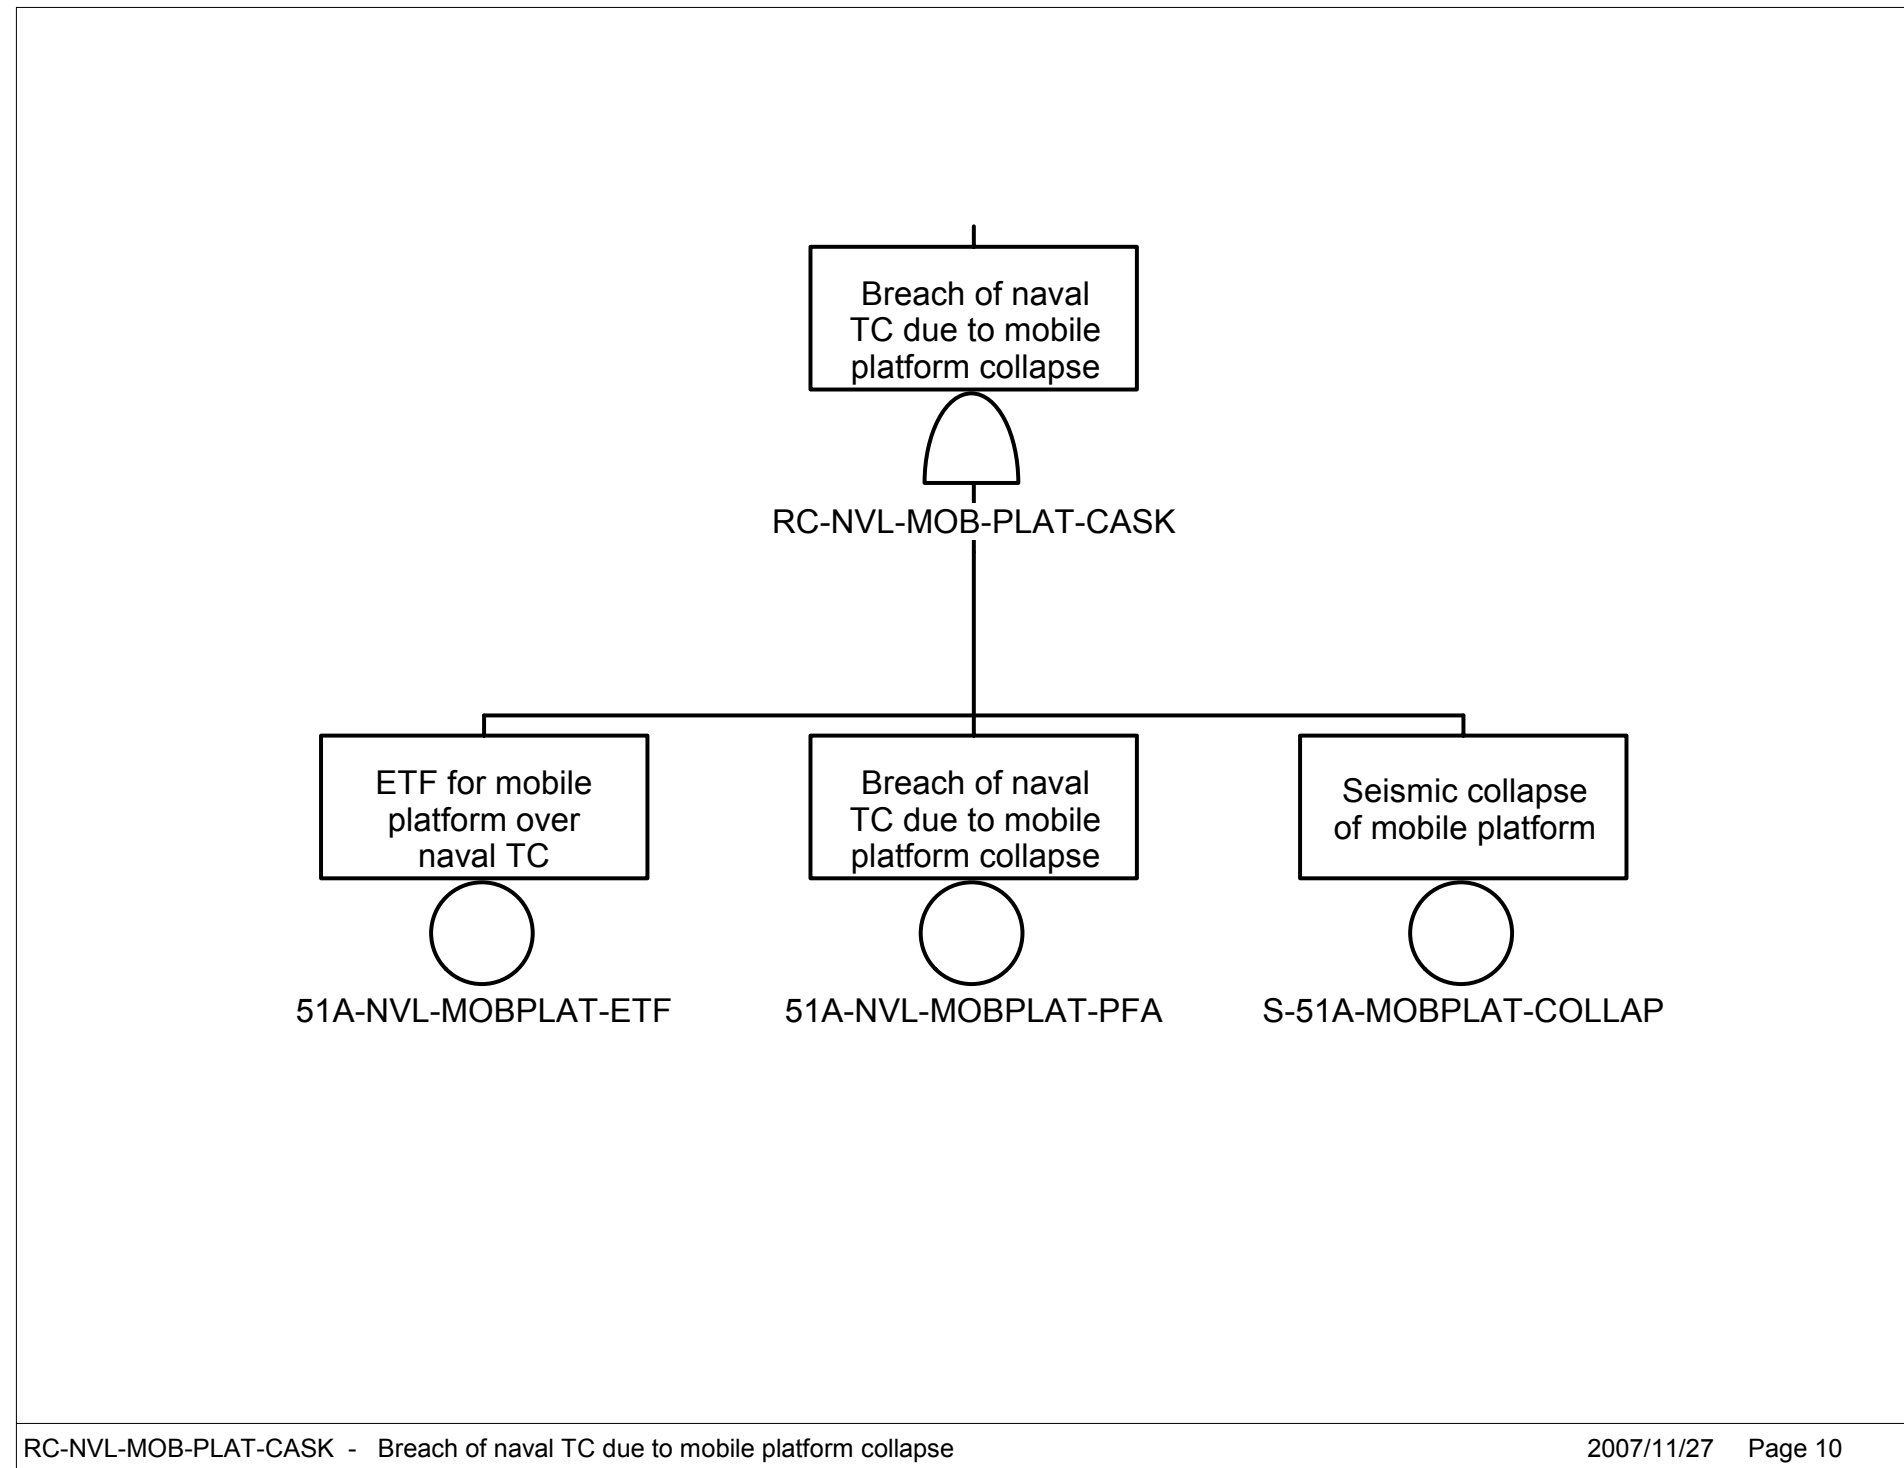 Breach of naval
TC due to mobile
platform collapse
RC-NVL-MOB-PLAT-CASK
ETF for mobile
platform over
naval TC
51A-NVL-MOBPLAT-ETF
Breach of naval
TC due to mobile
platform collapse
51A-NVL-MOBPLAT-PFA
Seismic collapse
of mobile platform
S-51A-MOBPLAT-COLLAP
RC-NVL-MOB-PLAT-CASK - Breach of naval TC due to mobile platform collapse 2007/11/27 Page 10